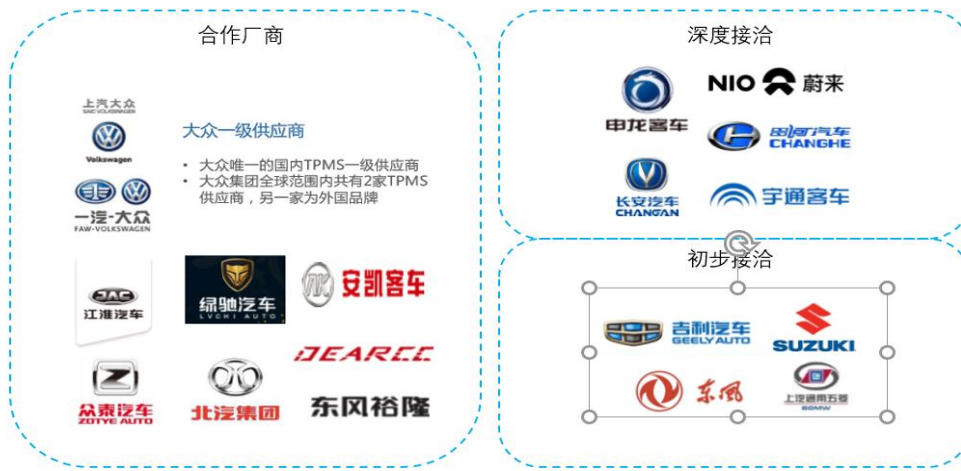 合作厂商
上汽大众
SAIC VOLKSWAGEN
Volkswagen
大众一级供应商
• 大众唯一的国内TPMS一级供应商
• 大众集团全球范围内共有2家TPMS
供应商，另一家为外国品牌
一汽-大众
FAW-VOLKSWAGEN
JAC
江淮汽车
绿驰汽车
LVCHI AUTO
安凯客车
DEARCC
众泰汽车
ZOTYE AUTO
北汽集团
东风裕隆
深度接洽
申龙客车
NIO 蔚来
昌河汽车
CHANGHE
长安汽车
CHANGAN
宇通客车
初步接洽
吉利汽车
GEELY AUTO
SUZUKI
东风
上汽通用五菱
SGMW